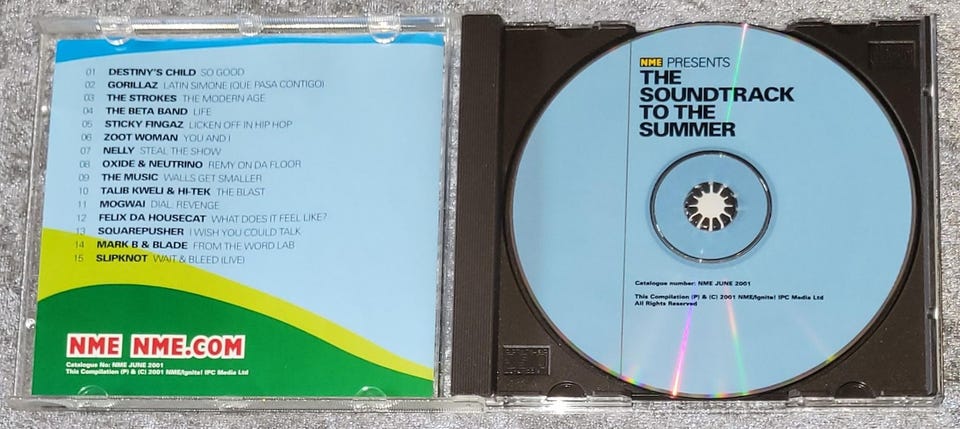 01 DESTINY'S CHILD SO GOOD
02 GORILLAZ LATIN SIMONE (QUE PASA CONTIGO)
03 THE STROKES THE MODERN AGE
04 THE BETA BAND LIFE
05 STICKY FINGAZ LICKEN OFF IN HIP HOP
06 ZOOT WOMAN YOU AND I
07 NELLY STEAL THE SHOW
08 OXIDE & NEUTRINO REMY ON DA FLOOR
09 THE MUSIC WALLS GET SMALLER
10 TALIB KWELI & HI-TEK THE BLAST
11 MOGWAI DIAL: REVENGE
12 FELIX DA HOUSECAT WHAT DOES IT FEEL LIKE?
13 SQUAREPUSHER I WISH YOU COULD TALK
14 MARK B & BLADE FROM THE WORD LAB
15 SLIPKNOT WAIT & BLEED (LIVE)
NME NME.COM
Catalogue No: NME JUNE 2001
This Compilation (P) & (C) 2001 NME/Ignite! IPC Media Ltd
NME PRESENTS
THE
SOUNDTRACK
TO THE
SUMMER
Catalogue number: NME JUNE 2001
This Compilation (P) & (C) 2001 NME/Ignite! IPC Media Ltd
All Rights Reserved